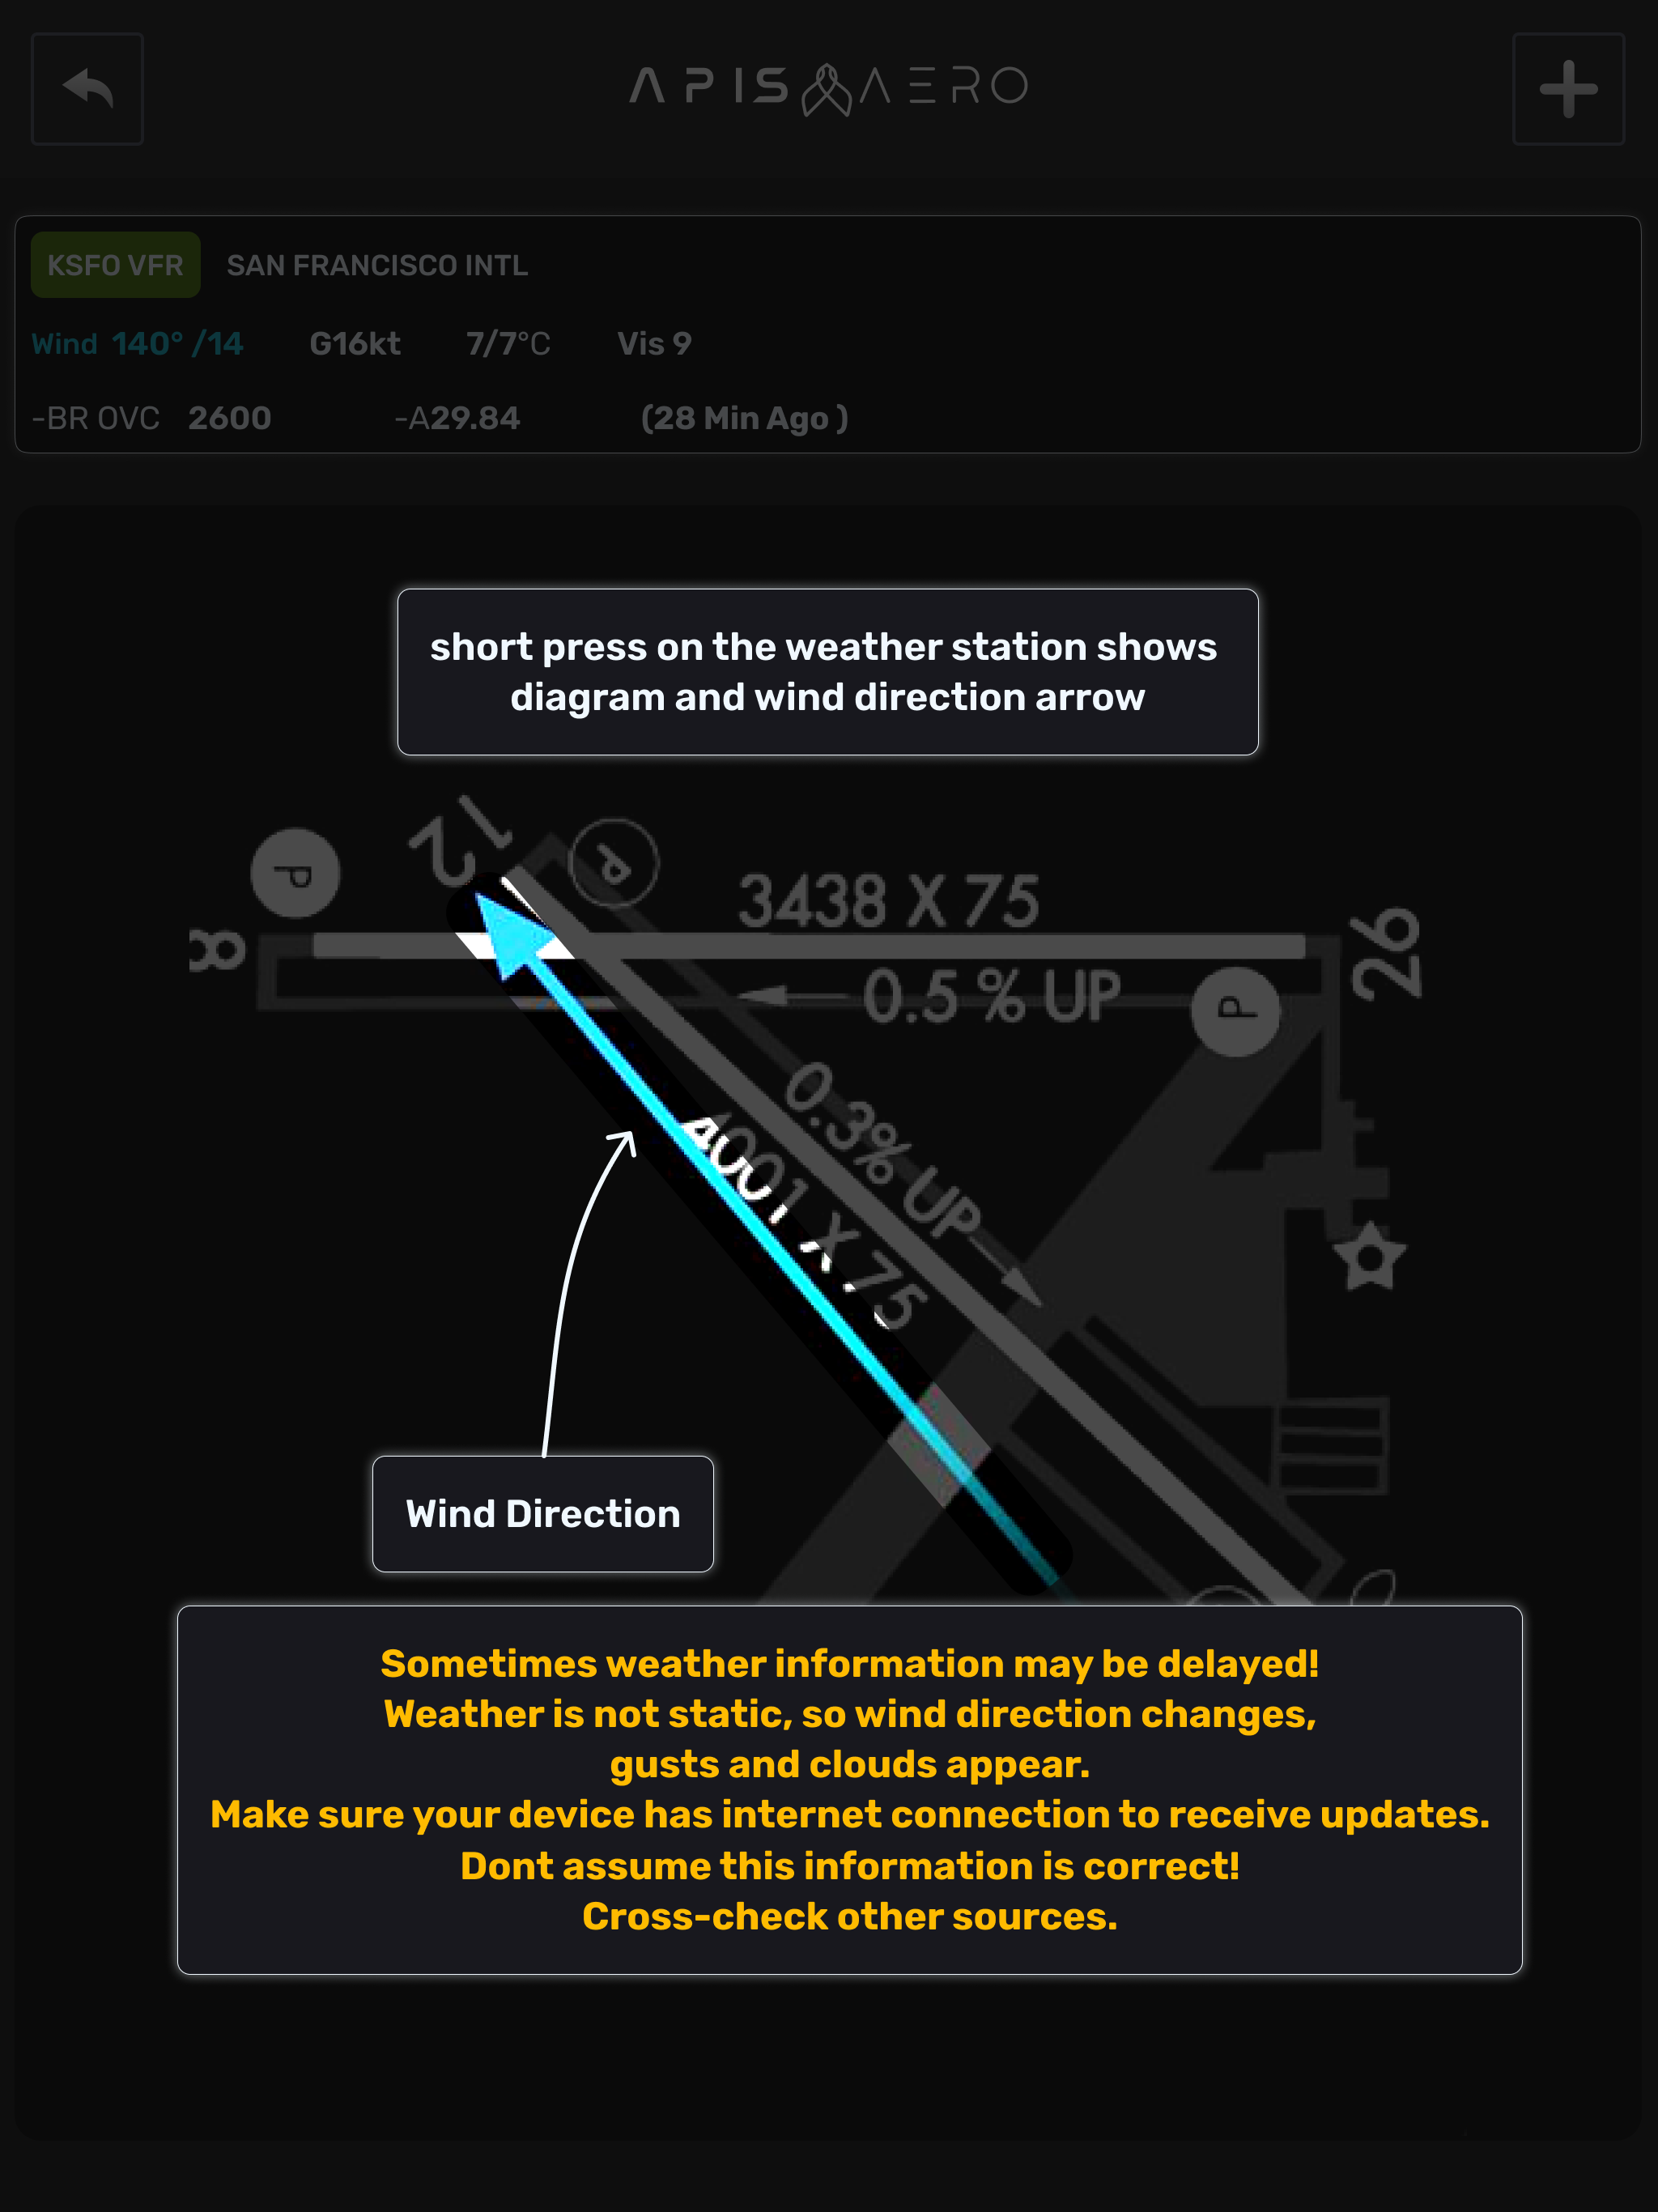 APIS AERO
KSFO VFR SAN FRANCISCO INTL
Wind 140° /14 G16kt 7/7°C Vis 9
-BR OVC 2600 -A29.84 (28 Min Ago )
short press on the weather station shows
diagram and wind direction arrow
12
P
P
3438 X 75
8
26
0.5 % UP
P
0.3% UP
4001 X 75
Wind Direction
Sometimes weather information may be delayed!
Weather is not static, so wind direction changes,
gusts and clouds appear.
Make sure your device has internet connection to receive updates.
Dont assume this information is correct!
Cross-check other sources.